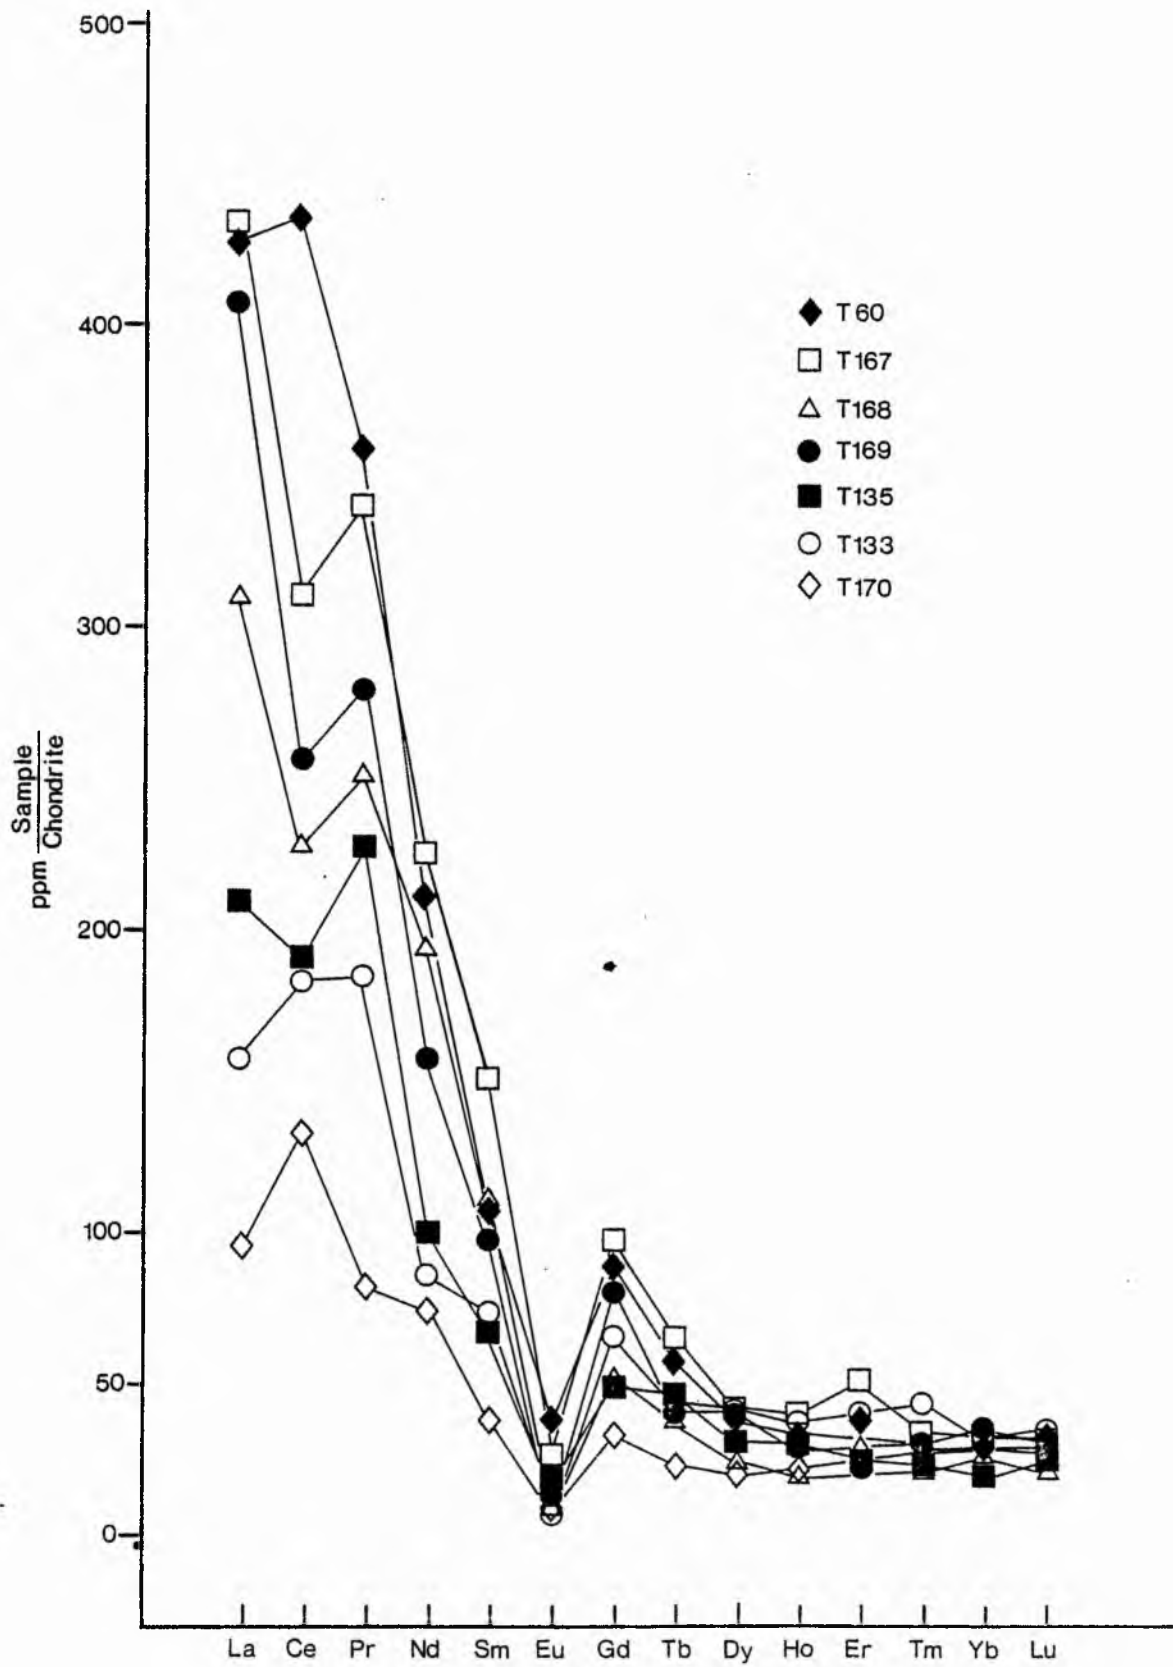 500
400
300
200
100
50
0
ppm Sample
Chondrite
T60
T167
T168
T169
T135
T133
T170
La Ce Pr Nd Sm Eu Gd Tb Dy Ho Er Tm Yb Lu